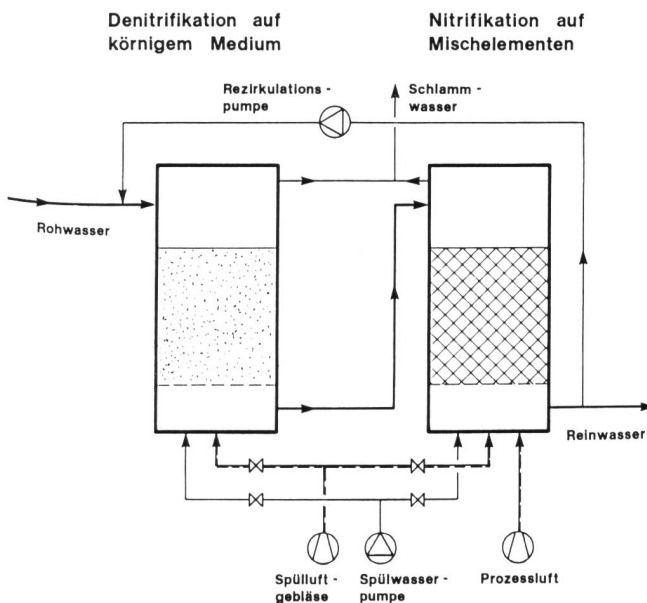 Denitrifikation auf
körnigem Medium
Nitrifikation auf
Mischelementen
Rezirkulations -
pumpe
Schlamm -
wasser
Rohwasser
Reinwasser
Spülluft -
gebläse
Spülwasser -
pumpe
Prozessluft